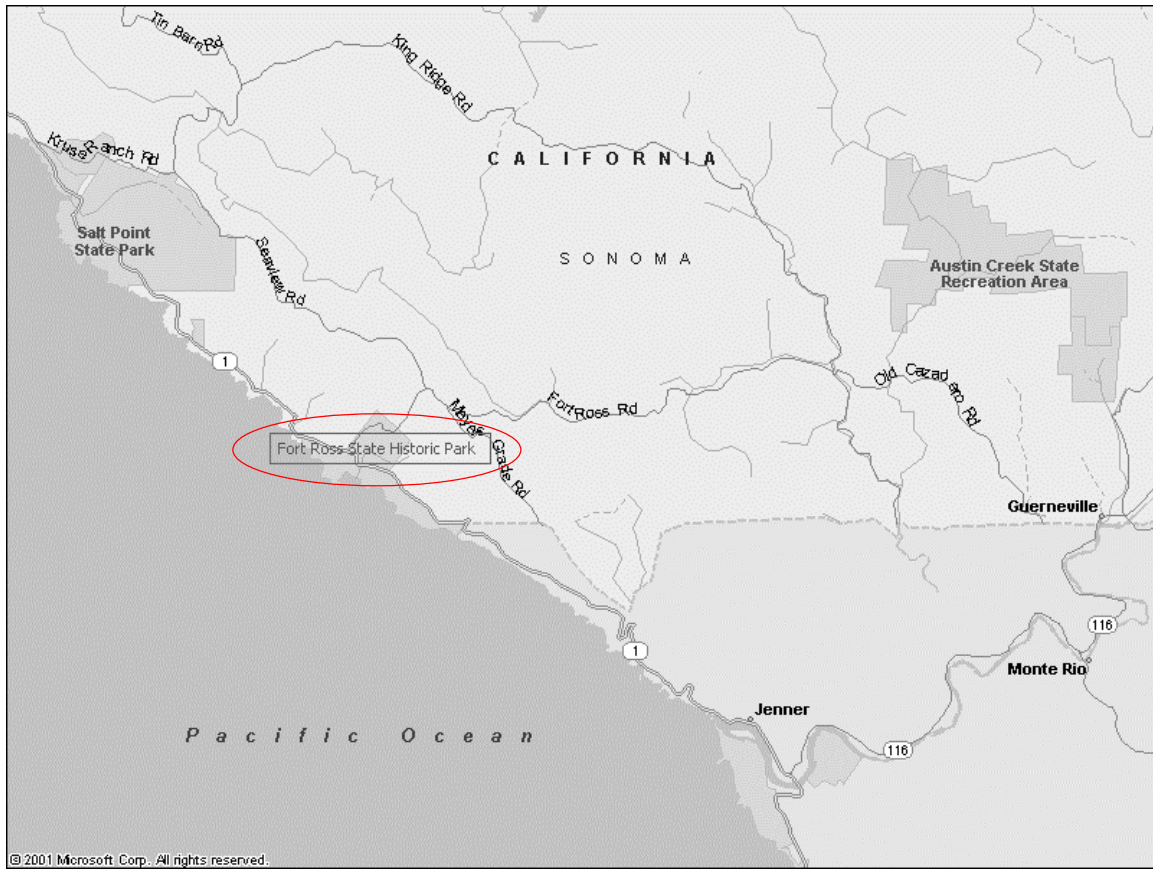 Tin Barn Rd
King Ridge Rd
Kruse Ranch Rd
CALIFORNIA
Salt Point
State Park
Seaview Rd
SONOMA
Austin Creek State
Recreation Area
1
Old Cazadero Rd
Fort Ross Rd
Meyers Grade Rd
Fort Ross State Historic Park
Guerneville
116
1
Monte Rio
Jenner
Pacific Ocean
116
© 2001 Microsoft Corp. All rights reserved.